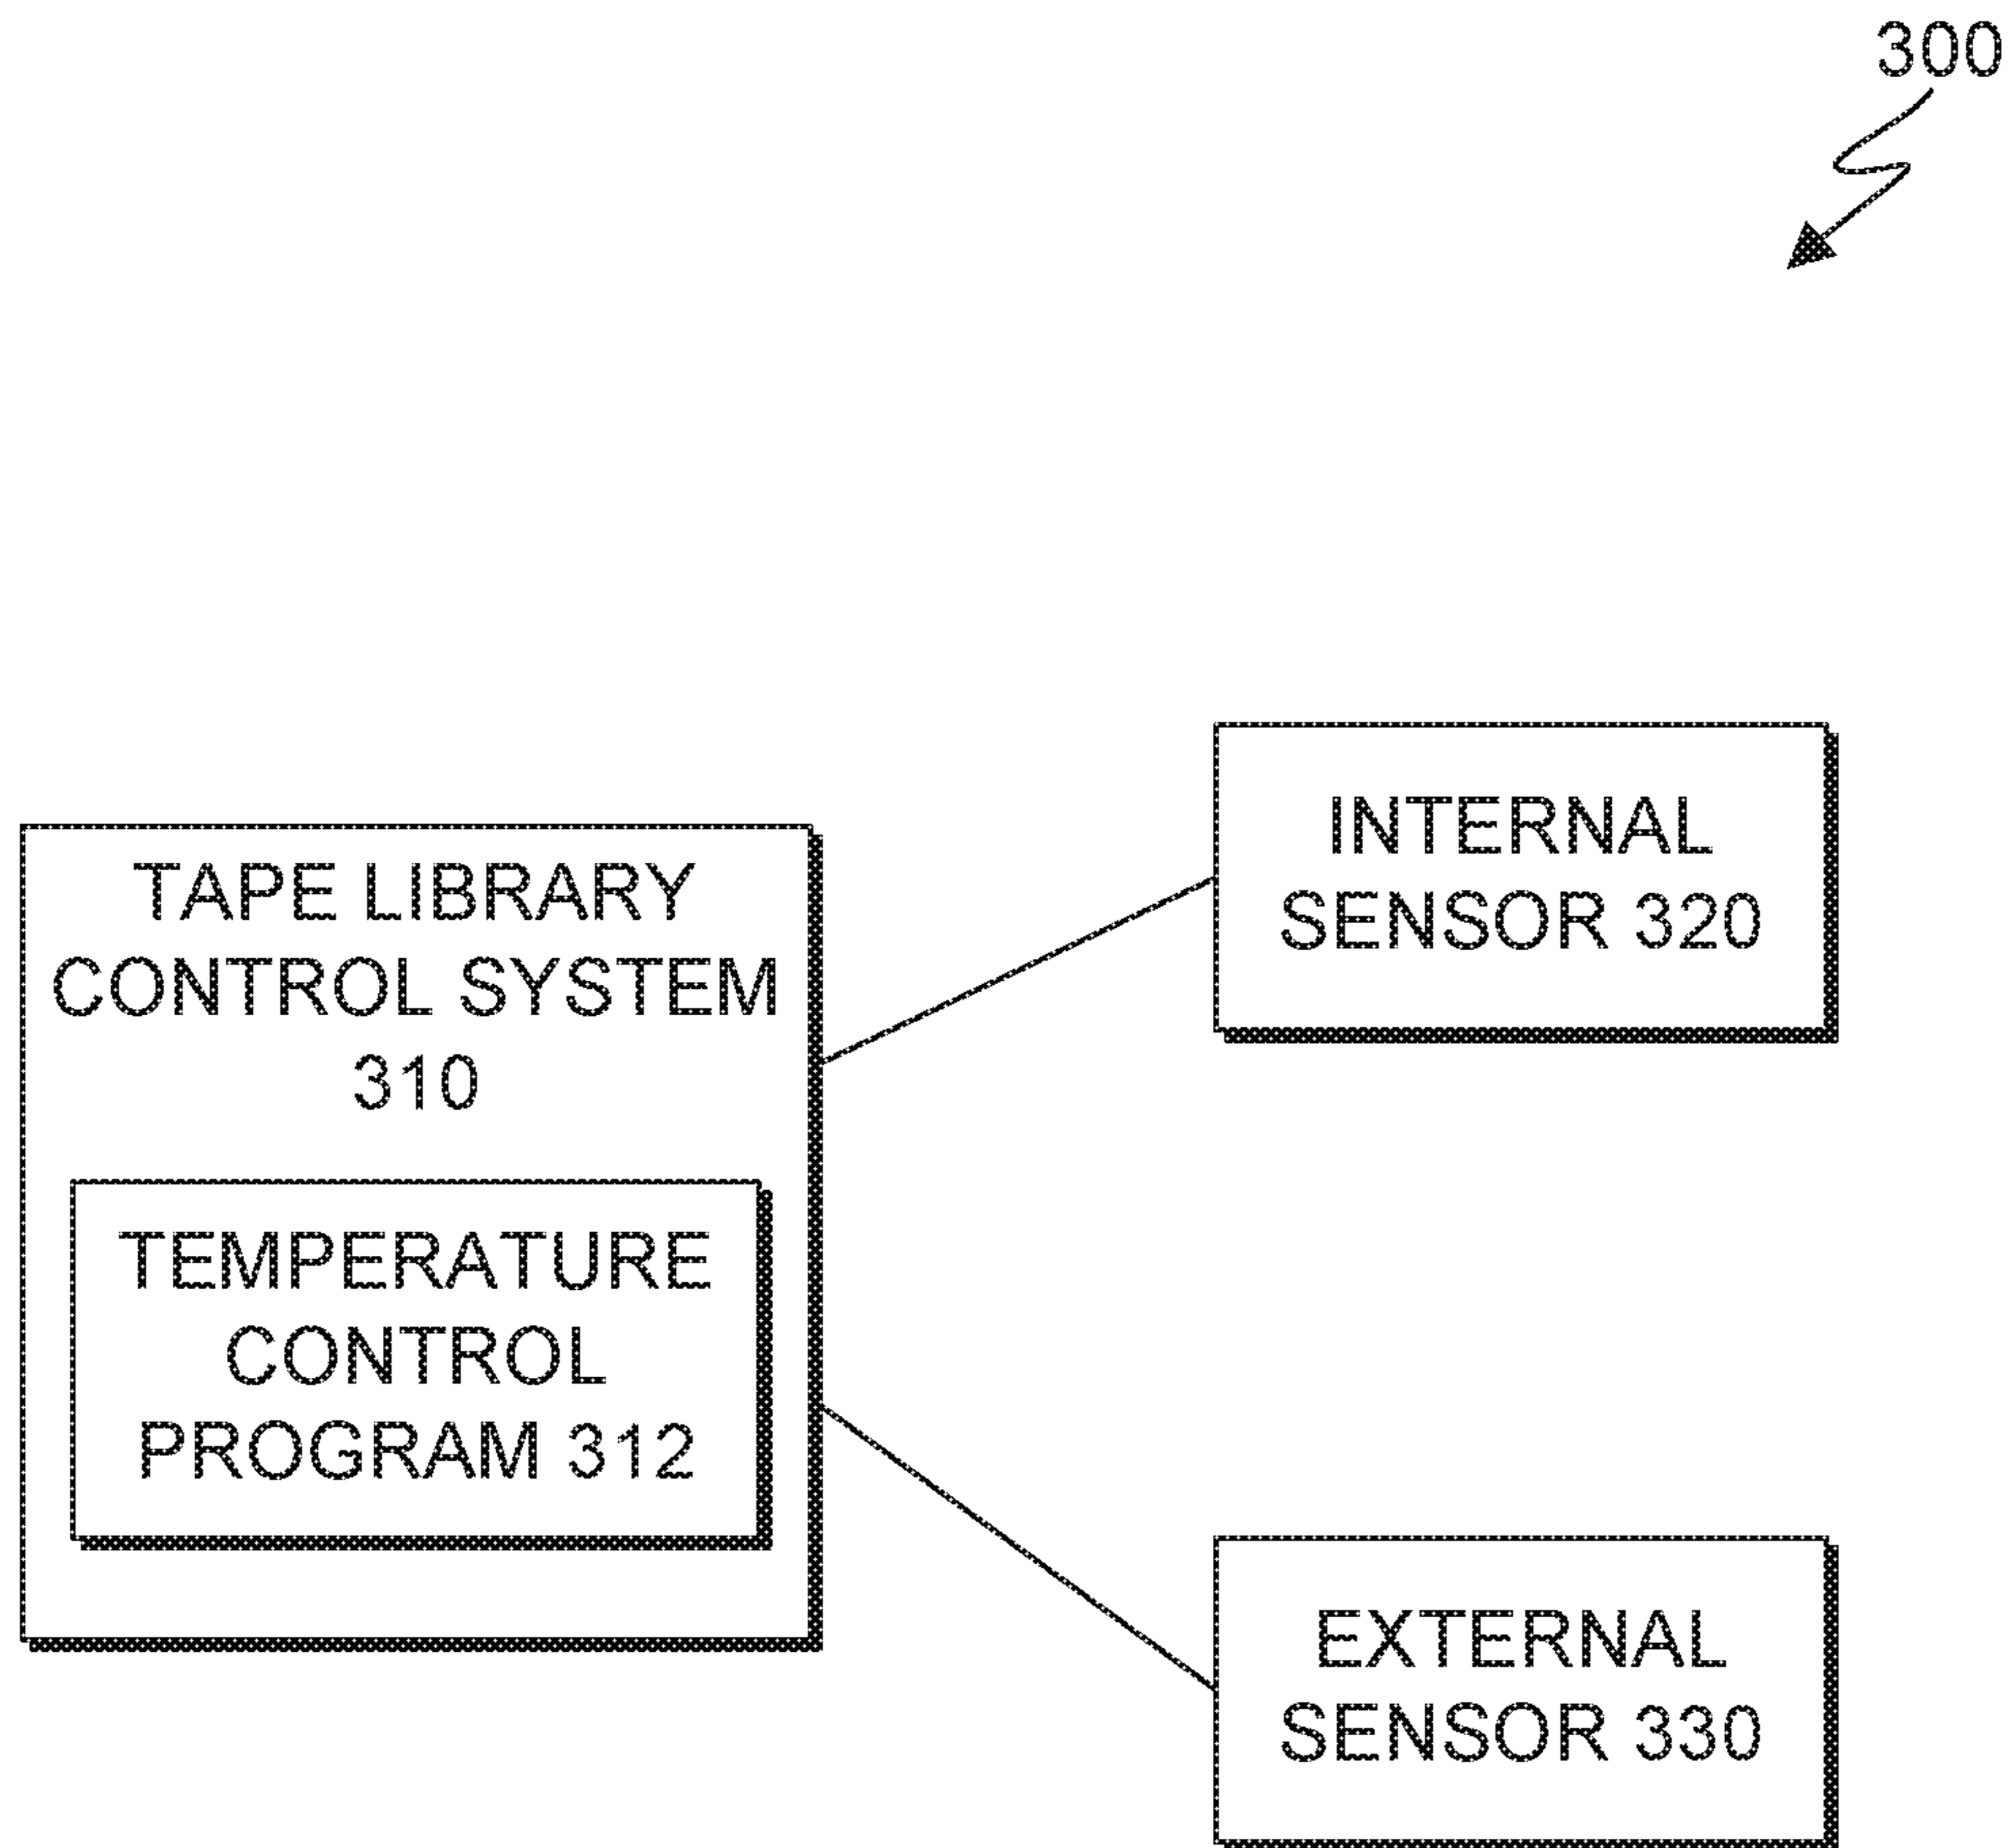 300
TAPE LIBRARY
CONTROL SYSTEM
310
TEMPERATURE
CONTROL
PROGRAM 312
INTERNAL
SENSOR 320
EXTERNAL
SENSOR 330